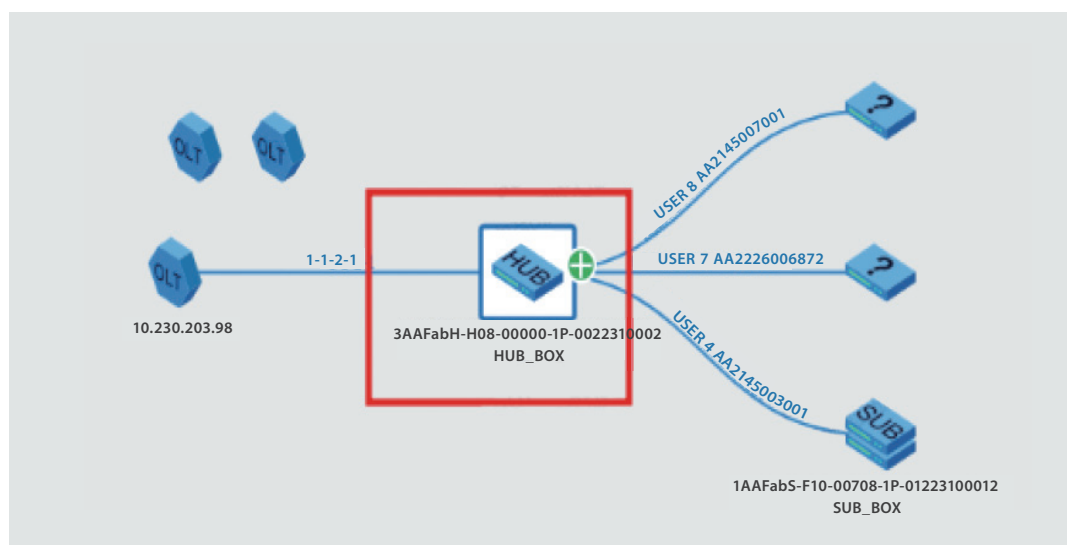 ?
USER 8 AA2145007001
OLT OLT
OLT
1-1-2-1
HUB
USER 7 AA2226006872
?
10.230.203.98
3AAFabH-H08-00000-1P-0022310002
HUB_BOX
USER 4 AA2145003001
SUB
1AAFabS-F10-00708-1P-01223100012
SUB_BOX